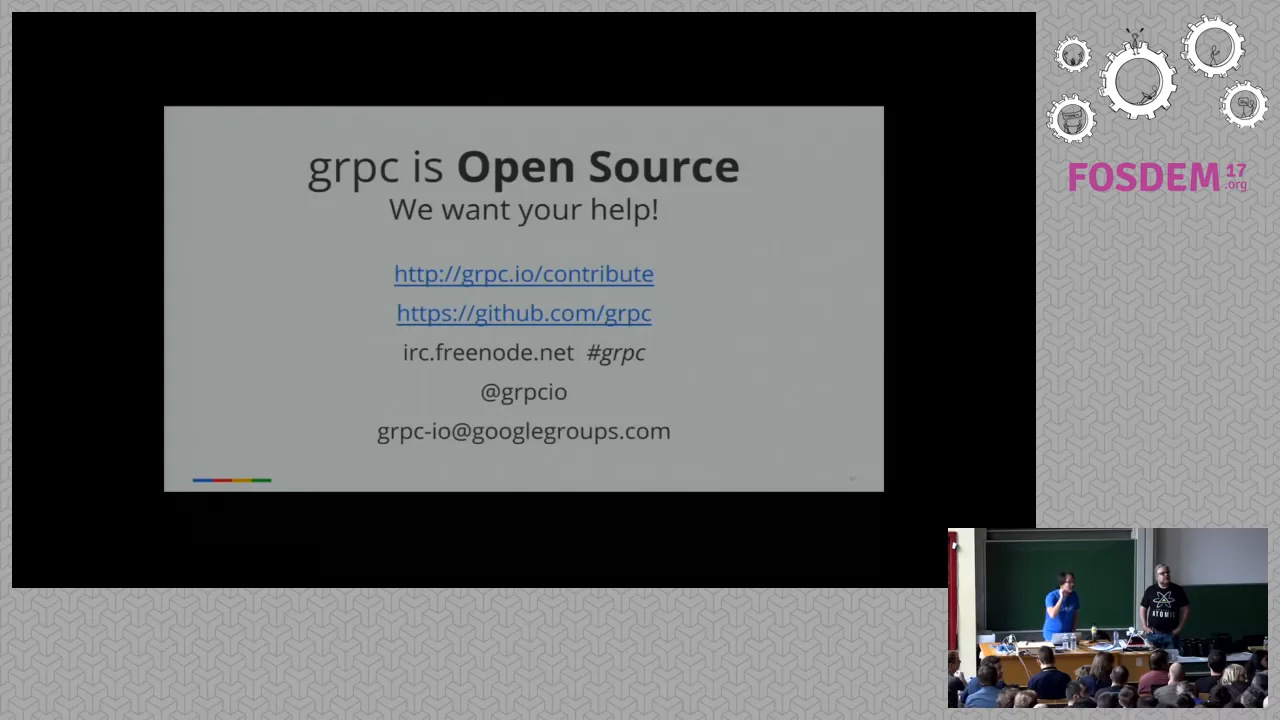 grpc is Open Source
We want your help!
http://grpc.io/contribute
https://github.com/grpc
irc.freenode.net #grpc
@grpcio
grpc-io@googlegroups.com
FOSDEM 17 .org
ATOMIC